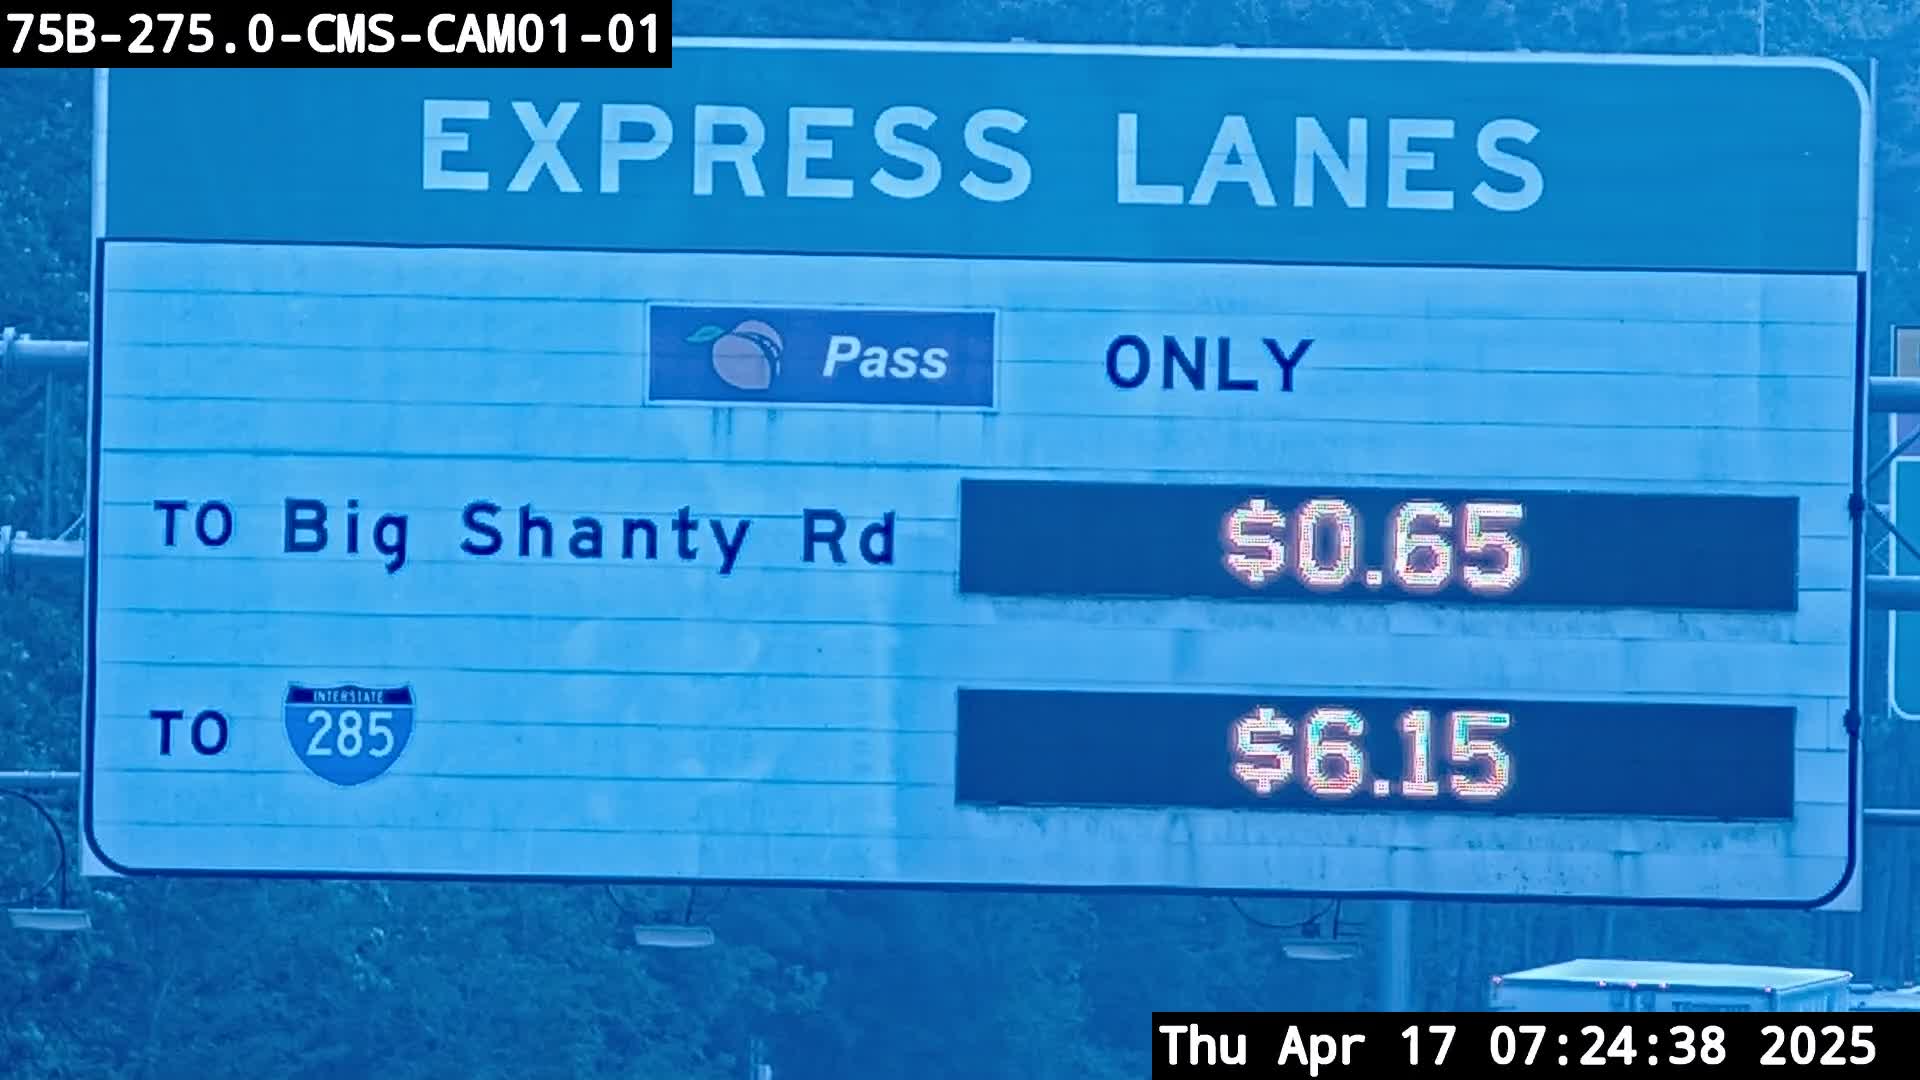 75B-275.0-CMS-CAM01-01
EXPRESS LANES
Pass ONLY
TO Big Shanty Rd $0.65
INTERSTATE
TO 285 $6.15
Thu Apr 17 07:24:38 2025